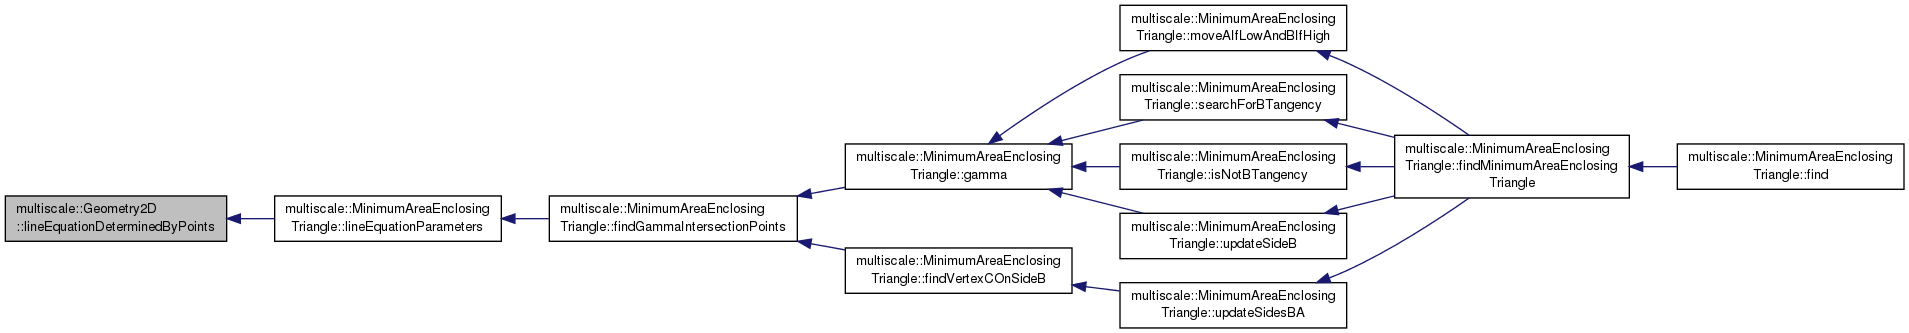 multiscale::Geometry2D
::lineEquationDeterminedByPoints
multiscale::MinimumAreaEnclosing
Triangle::lineEquationParameters
multiscale::MinimumAreaEnclosing
Triangle::findGammaIntersectionPoints
multiscale::MinimumAreaEnclosing
Triangle::gamma
multiscale::MinimumAreaEnclosing
Triangle::findVertexCOnSideB
multiscale::MinimumAreaEnclosing
Triangle::moveAIfLowAndBIfHigh
multiscale::MinimumAreaEnclosing
Triangle::searchForBTangency
multiscale::MinimumAreaEnclosing
Triangle::isNotBTangency
multiscale::MinimumAreaEnclosing
Triangle::updateSideB
multiscale::MinimumAreaEnclosing
Triangle::updateSidesBA
multiscale::MinimumAreaEnclosing
Triangle::findMinimumAreaEnclosing
Triangle
multiscale::MinimumAreaEnclosing
Triangle::find